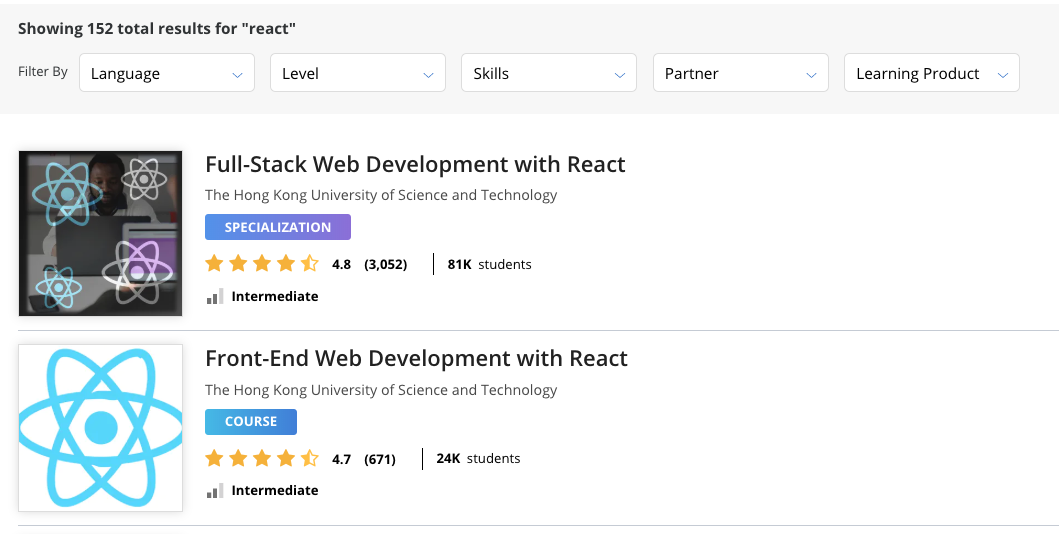 Showing 152 total results for "react"
Filter By Language Level Skills Partner Learning Product
Full-Stack Web Development with React
The Hong Kong University of Science and Technology
SPECIALIZATION
4.8 (3,052) 81K students
Intermediate
Front-End Web Development with React
The Hong Kong University of Science and Technology
COURSE
4.7 (671) 24K students
Intermediate